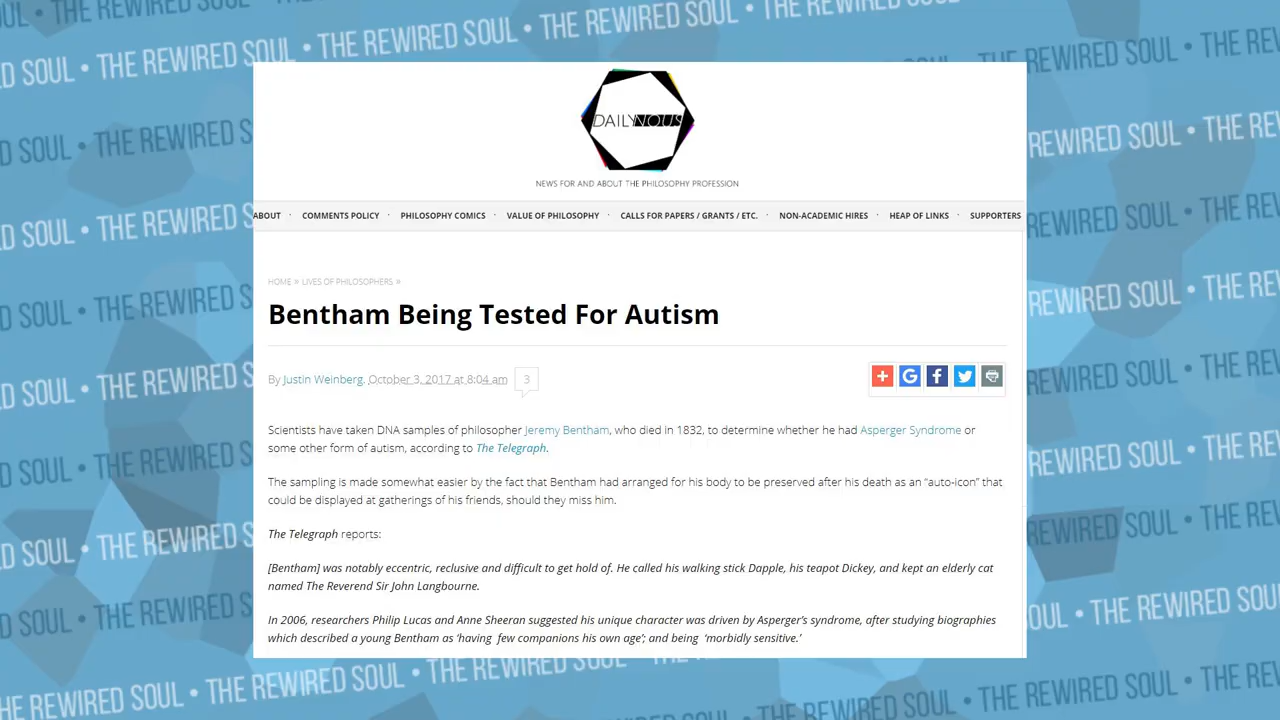 THE REWIRED SOUL • THE REWIRED SOUL • THE REWIRED SOUL
DAILYNOUS
NEWS FOR AND ABOUT THE PHILOSOPHY PROFESSION
ABOUT · COMMENTS POLICY · PHILOSOPHY COMICS · VALUE OF PHILOSOPHY · CALLS FOR PAPERS / GRANTS / ETC. · NON-ACADEMIC HIRES · HEAP OF LINKS · SUPPORTERS
HOME » LIVES OF PHILOSOPHERS »
Bentham Being Tested For Autism
By Justin Weinberg. October 3, 2017 at 8:04 am 3
Scientists have taken DNA samples of philosopher Jeremy Bentham, who died in 1832, to determine whether he had Asperger Syndrome or
some other form of autism, according to The Telegraph.
The sampling is made somewhat easier by the fact that Bentham had arranged for his body to be preserved after his death as an “auto-icon” that
could be displayed at gatherings of his friends, should they miss him.
The Telegraph reports:
[Bentham] was notably eccentric, reclusive and difficult to get hold of. He called his walking stick Dapple, his teapot Dickey, and kept an elderly cat
named The Reverend Sir John Langbourne.
In 2006, researchers Philip Lucas and Anne Sheeran suggested his unique character was driven by Asperger’s syndrome, after studying biographies
which described a young Bentham as ‘having few companions his own age’; and being ‘morbidly sensitive.’
THE REWIRED SOUL • THE REWIRED SOUL • THE REWIRED SOUL